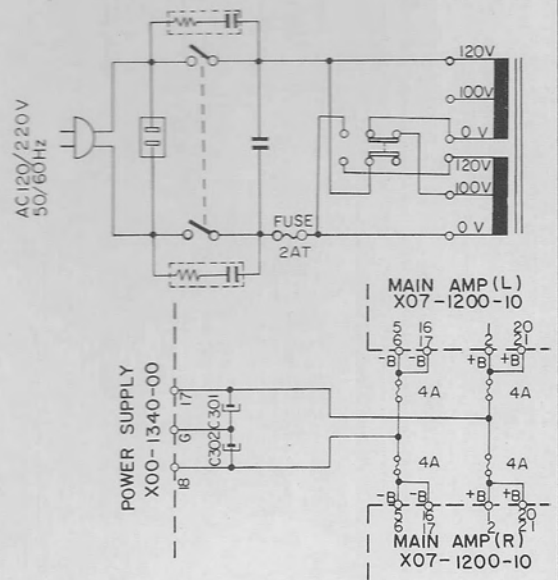 AC120/220V
50/60Hz
120V
100V
0 V
120V
100V
0 V
FUSE
2AT
MAIN AMP (L)
X07-1200-10
5 16 1 20
6 17 2 21
-B -B +B +B
4A 4A
POWER SUPPLY
X00-1340-00
17
G
18
C301
C302
4A 4A
-B -B +B +B
5 16 1 20
6 17 2 21
MAIN AMP (R)
X07-1200-10